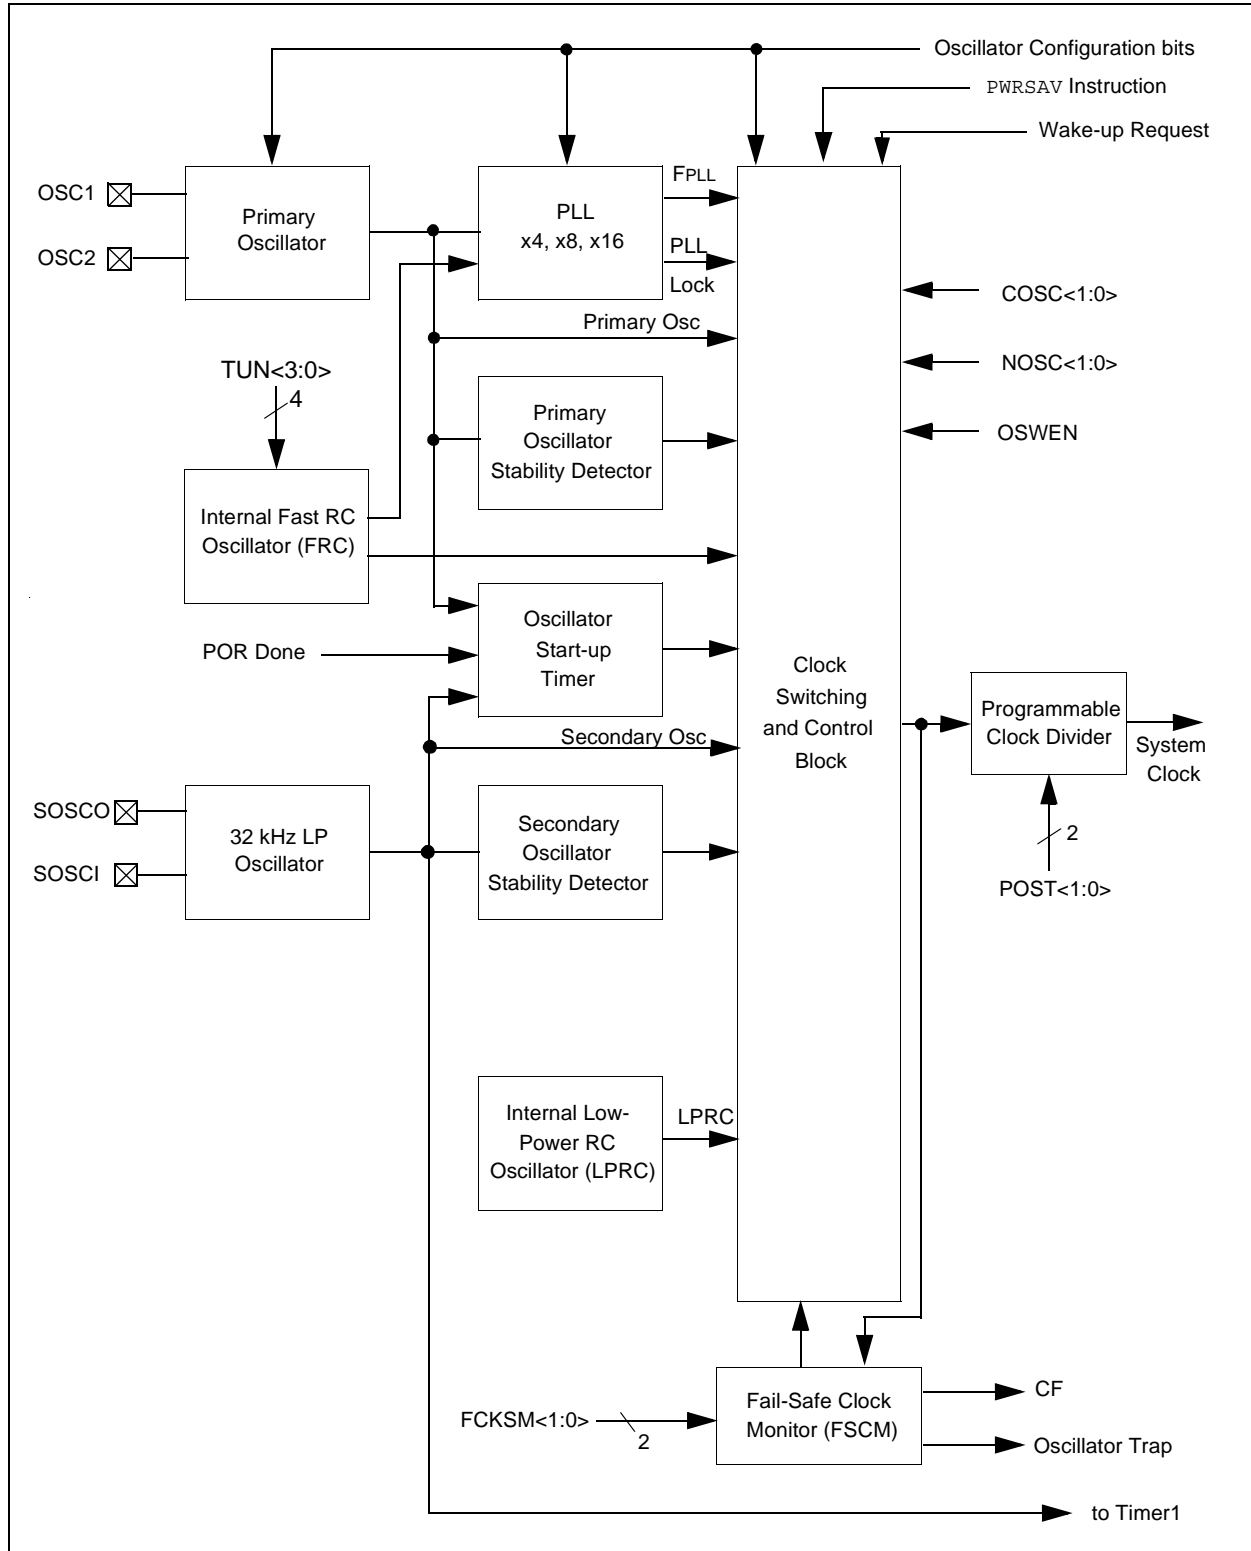 Oscillator Configuration bits
PWRSAV Instruction
Wake-up Request
OSC1
OSC2
Primary
Oscillator
PLL
x4, x8, x16
FPLL
PLL
Lock
Primary Osc
COSC<1:0>
NOSC<1:0>
OSWEN
TUN<3:0>
4
Primary
Oscillator
Stability Detector
Internal Fast RC
Oscillator (FRC)
POR Done
Oscillator
Start-up
Timer
Clock
Switching
and Control
Block
Secondary Osc
Programmable
Clock Divider
System
Clock
2
POST<1:0>
SOSCO
SOSCI
32 kHz LP
Oscillator
Secondary
Oscillator
Stability Detector
Internal Low-
Power RC
Oscillator (LPRC)
LPRC
FCKSM<1:0>
2
Fail-Safe Clock
Monitor (FSCM)
CF
Oscillator Trap
to Timer1